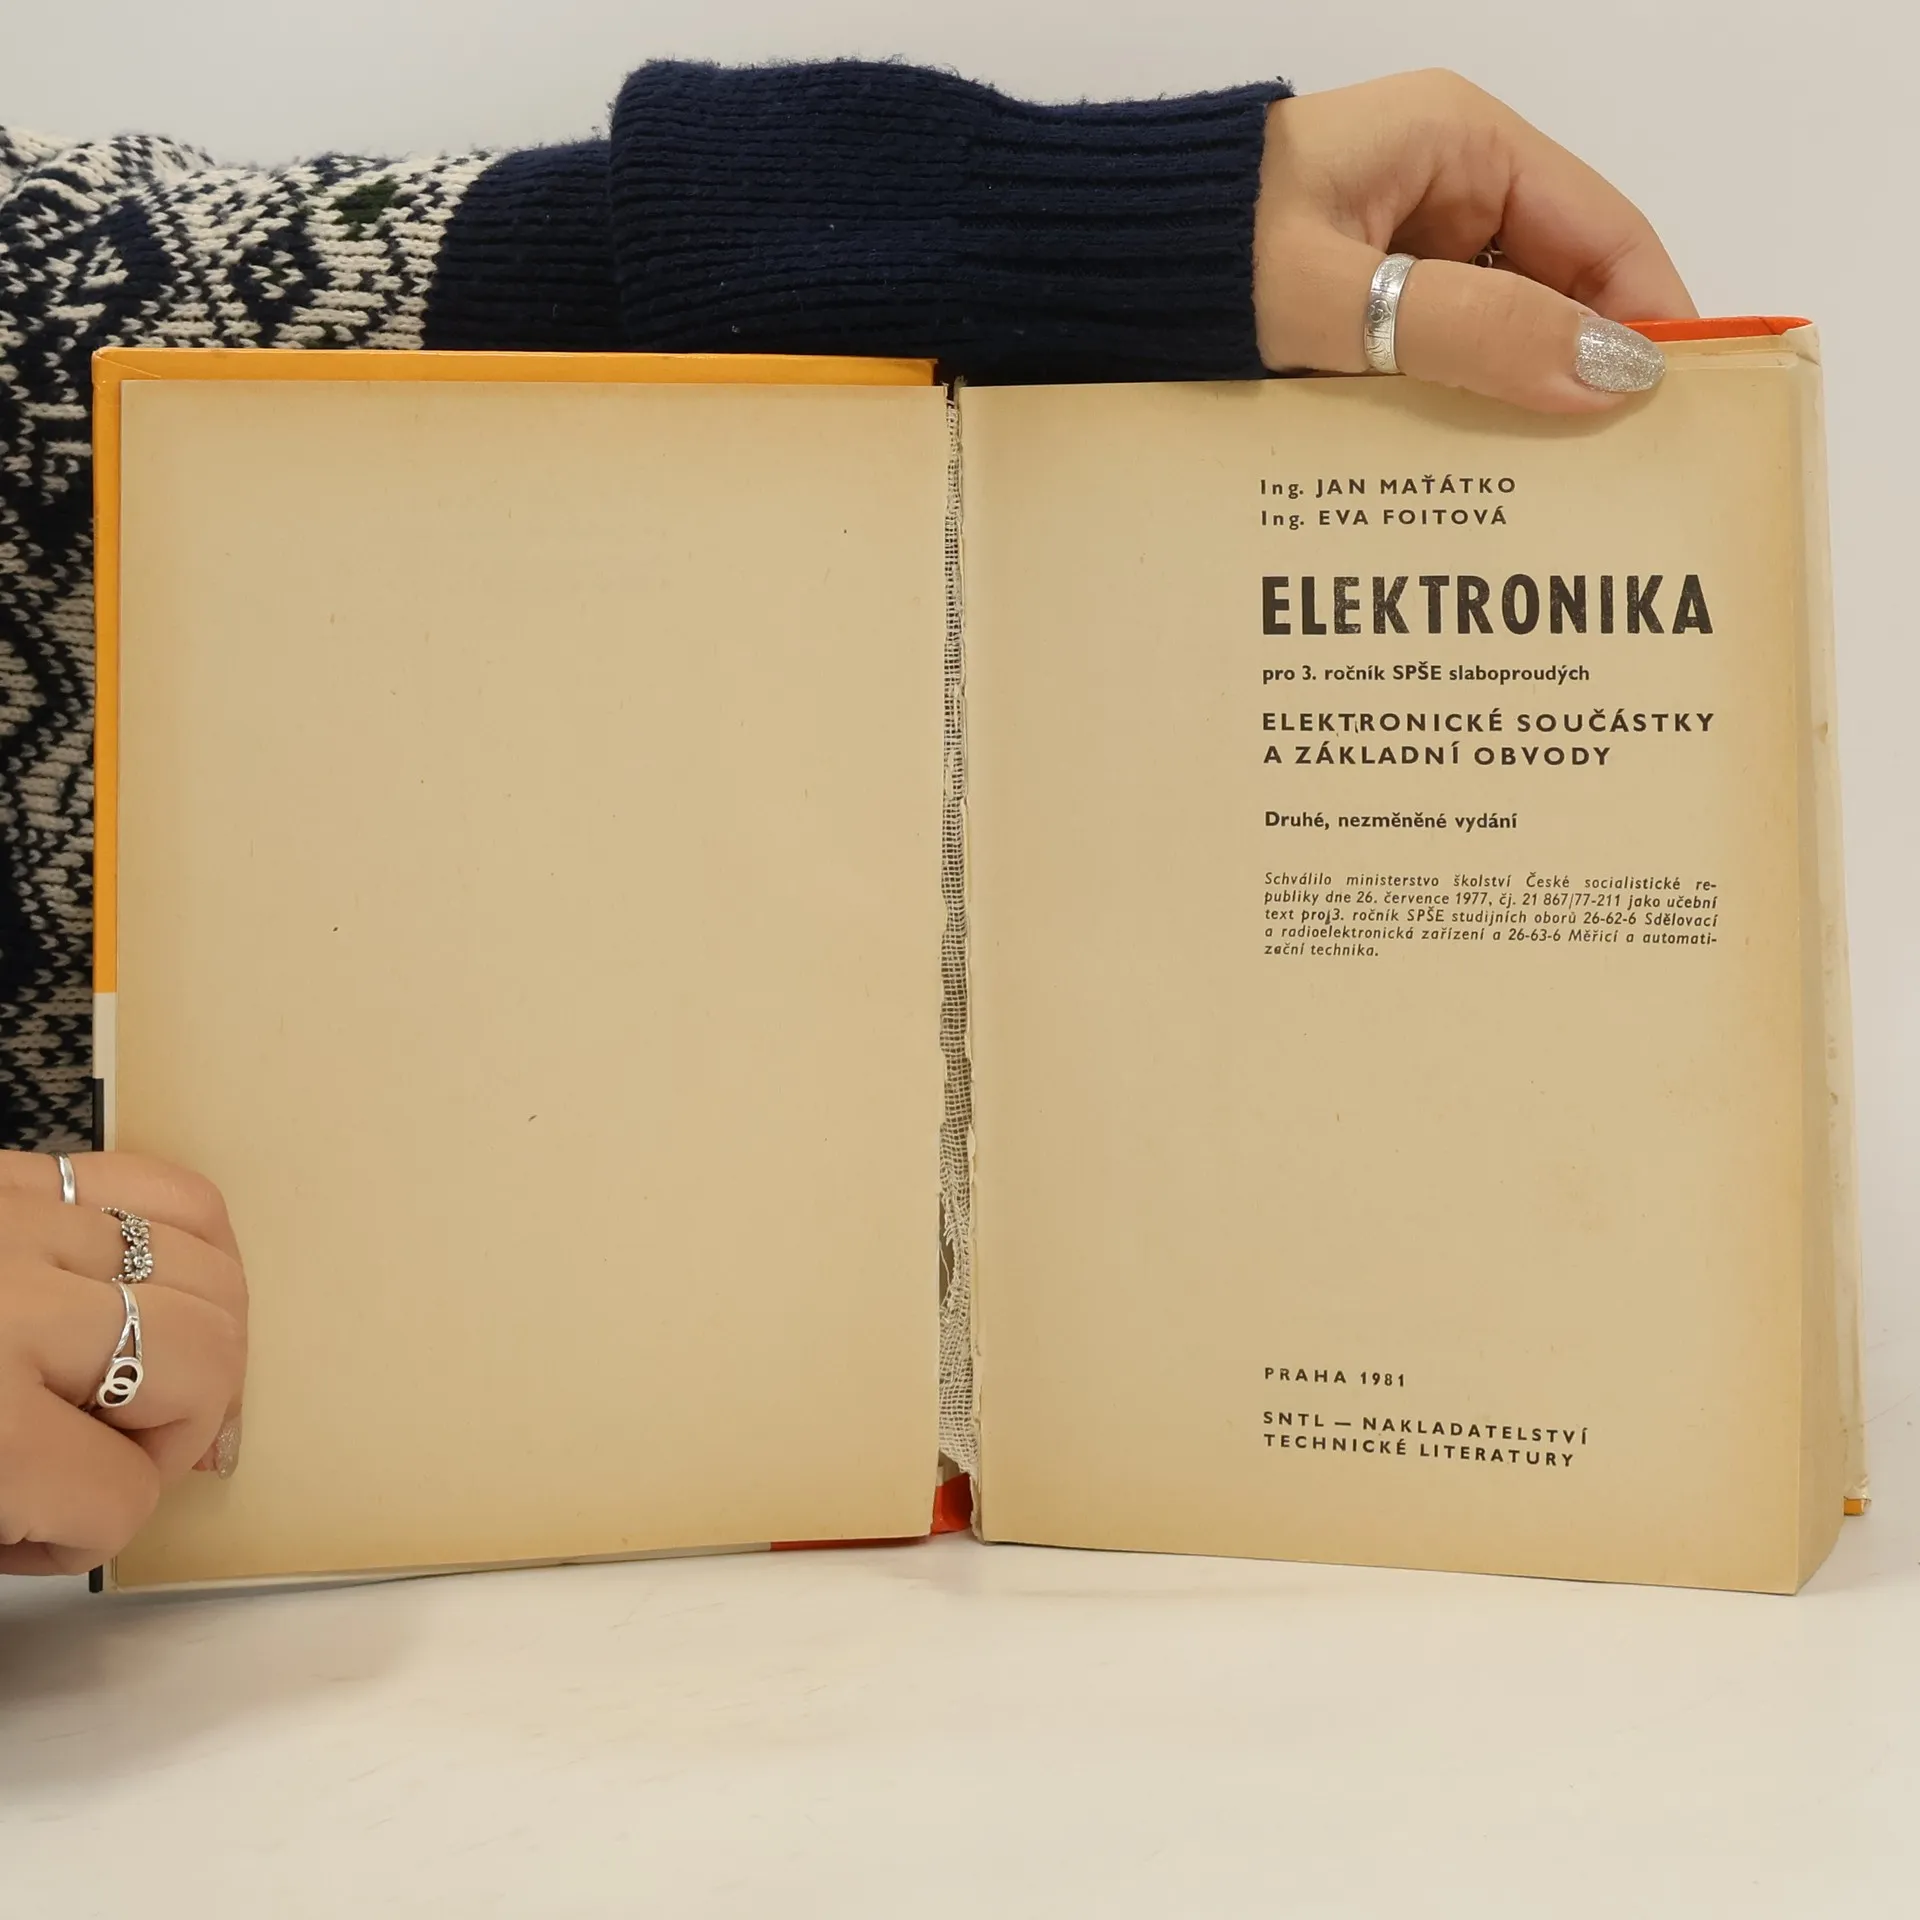 Ing. JAN MAŤÁTKO
Ing. EVA FOITOVÁ
ELEKTRONIKA
pro 3. ročník SPŠE slaboproudých
ELEKTRONICKÉ SOUČÁSTKY
A ZÁKLADNÍ OBVODY
Druhé, nezměněné vydání
Schválilo ministerstvo školství České socialistické re-
publiky dne 26. července 1977, čj. 21 867/77-211 jako učební
text pro 3. ročník SPŠE studijních oborů 26-62-6 Sdělovací
a radioelektronická zařízení a 26-63-6 Měřicí a automati-
zační technika.
PRAHA 1981
SNTL — NAKLADATELSTVÍ
TECHNICKÉ LITERATURY